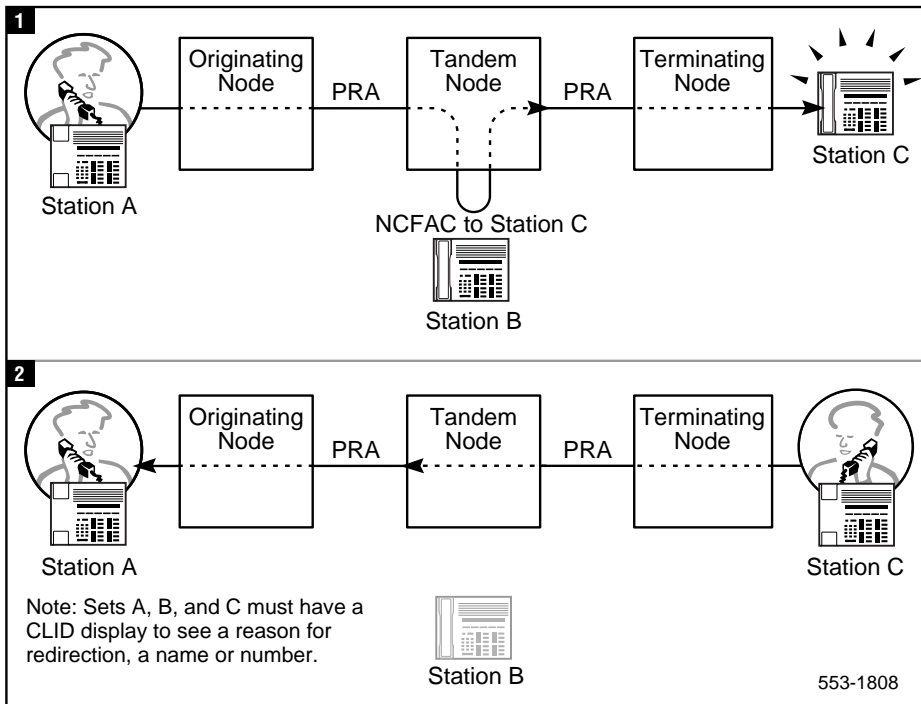 1
Originating
Node
PRA
Tandem
Node
PRA
Terminating
Node
Station A
Station C
NCFAC to Station C
Station B
2
Originating
Node
PRA
Tandem
Node
PRA
Terminating
Node
Station A
Station C
Note: Sets A, B, and C must have a
CLID display to see a reason for
redirection, a name or number.
Station B
553-1808